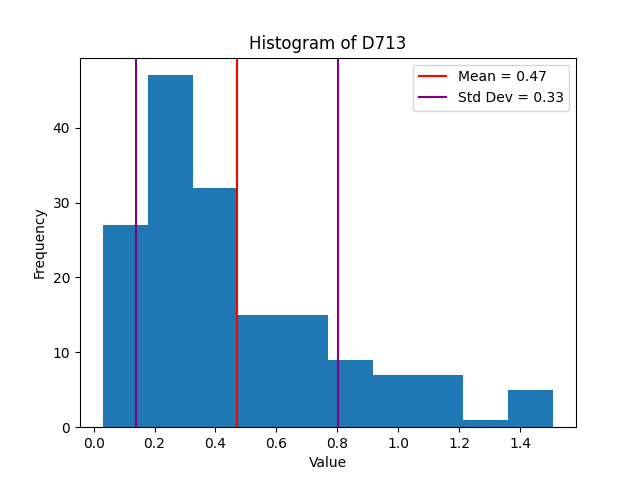 Histogram of D713
Mean = 0.47
Std Dev = 0.33
Frequency
40
30
20
10
0
0.0 0.2 0.4 0.6 0.8 1.0 1.2 1.4
Value